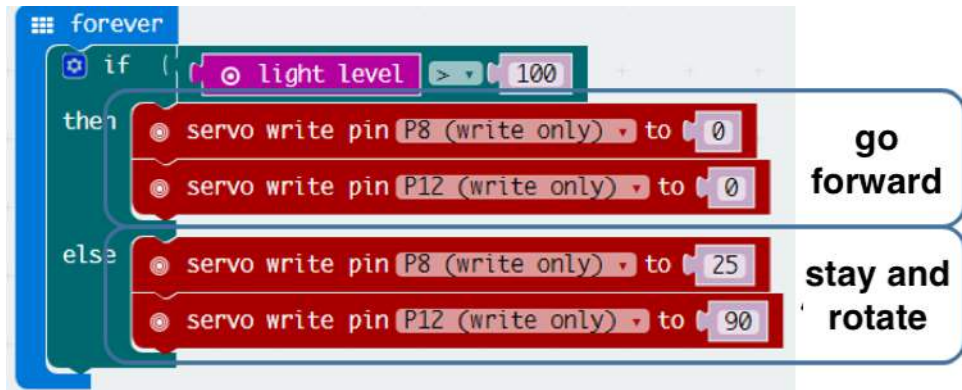 forever
if light level > 100
then
servo write pin P8 (write only) to 0
servo write pin P12 (write only) to 0
go
forward
else
servo write pin P8 (write only) to 25
servo write pin P12 (write only) to 90
stay and
rotate